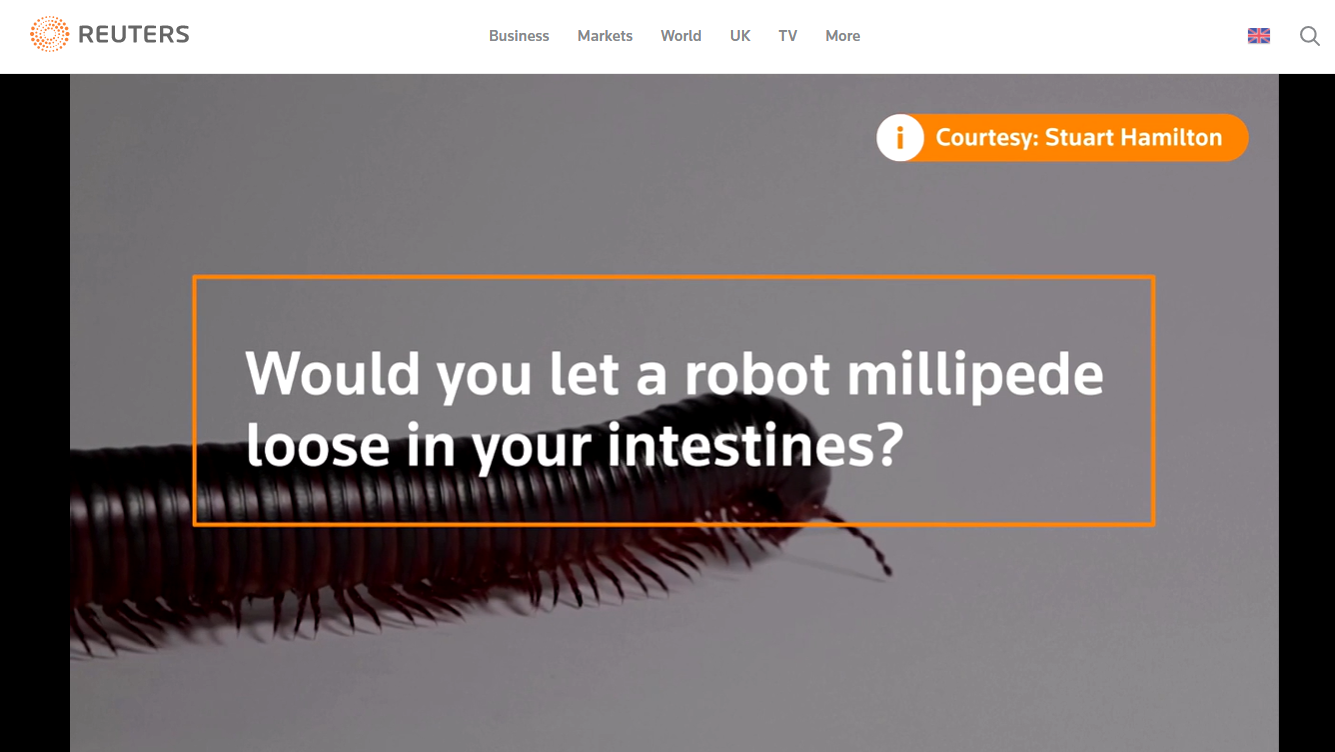 REUTERS
Business Markets World UK TV More
i Courtesy: Stuart Hamilton
Would you let a robot millipede
loose in your intestines?